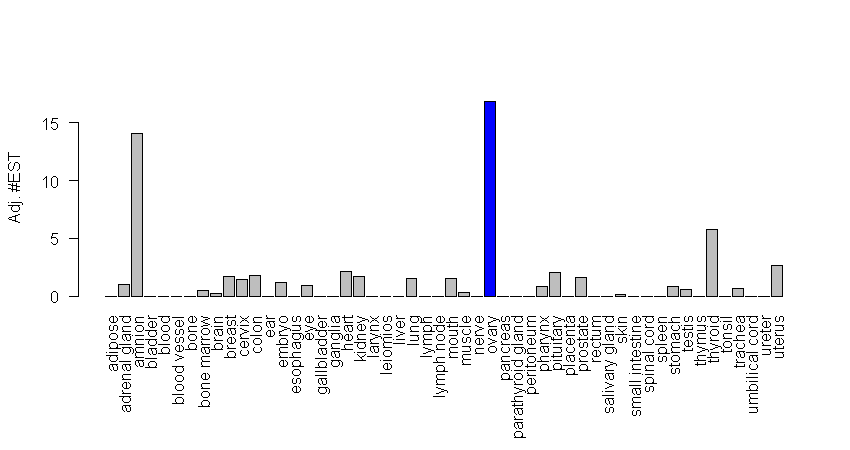 Adj. #EST
15
10
5
0
adipose
adrenal gland
amnion
bladder
blood
blood vessel
bone
bone marrow
brain
breast
cervix
colon
ear
embryo
esophagus
eye
gallbladder
ganglia
heart
kidney
larynx
leiomios
liver
lung
lymph
lymph node
mouth
muscle
nerve
ovary
pancreas
parathyroid gland
peritoneum
pharynx
pituitary
placenta
prostate
rectum
salivary gland
skin
small intestine
spinal cord
spleen
stomach
testis
thymus
thyroid
tonsil
trachea
umbilical cord
ureter
uterus